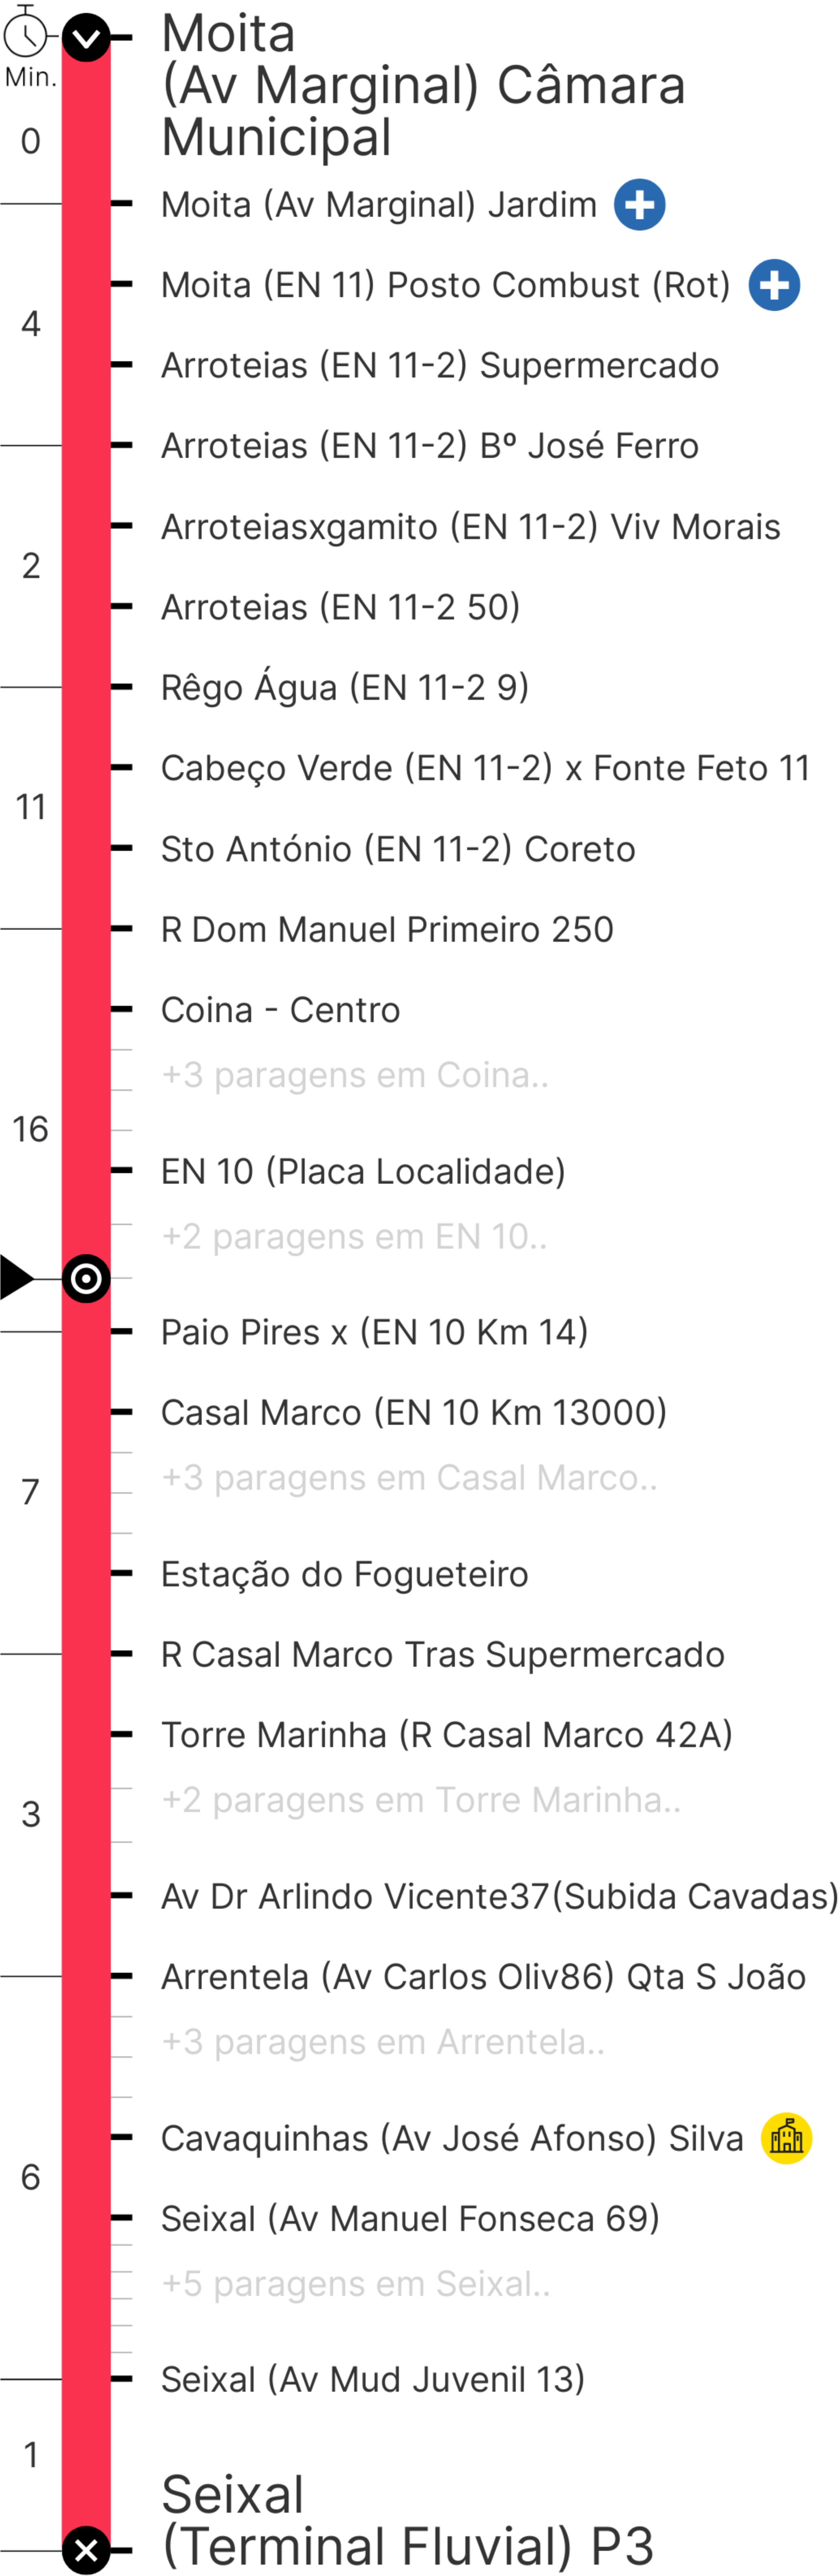 Moita
(Av Marginal) Câmara
Municipal
Min.
0
Moita (Av Marginal) Jardim
Moita (EN 11) Posto Combust (Rot)
4
Arroteias (EN 11-2) Supermercado
Arroteias (EN 11-2) Bº José Ferro
Arroteiasxgamito (EN 11-2) Viv Morais
2
Arroteias (EN 11-2 50)
Rêgo Água (EN 11-2 9)
Cabeço Verde (EN 11-2) x Fonte Feto 11
11
Sto António (EN 11-2) Coreto
R Dom Manuel Primeiro 250
Coina - Centro
+3 paragens em Coina..
16
EN 10 (Placa Localidade)
+2 paragens em EN 10..
Paio Pires x (EN 10 Km 14)
Casal Marco (EN 10 Km 13000)
+3 paragens em Casal Marco..
7
Estação do Fogueteiro
R Casal Marco Tras Supermercado
Torre Marinha (R Casal Marco 42A)
+2 paragens em Torre Marinha..
3
Av Dr Arlindo Vicente37(Subida Cavadas)
Arrentela (Av Carlos Oliv86) Qta S João
+3 paragens em Arrentela..
Cavaquinhas (Av José Afonso) Silva
6
Seixal (Av Manuel Fonseca 69)
+5 paragens em Seixal..
Seixal (Av Mud Juvenil 13)
1
Seixal
(Terminal Fluvial) P3